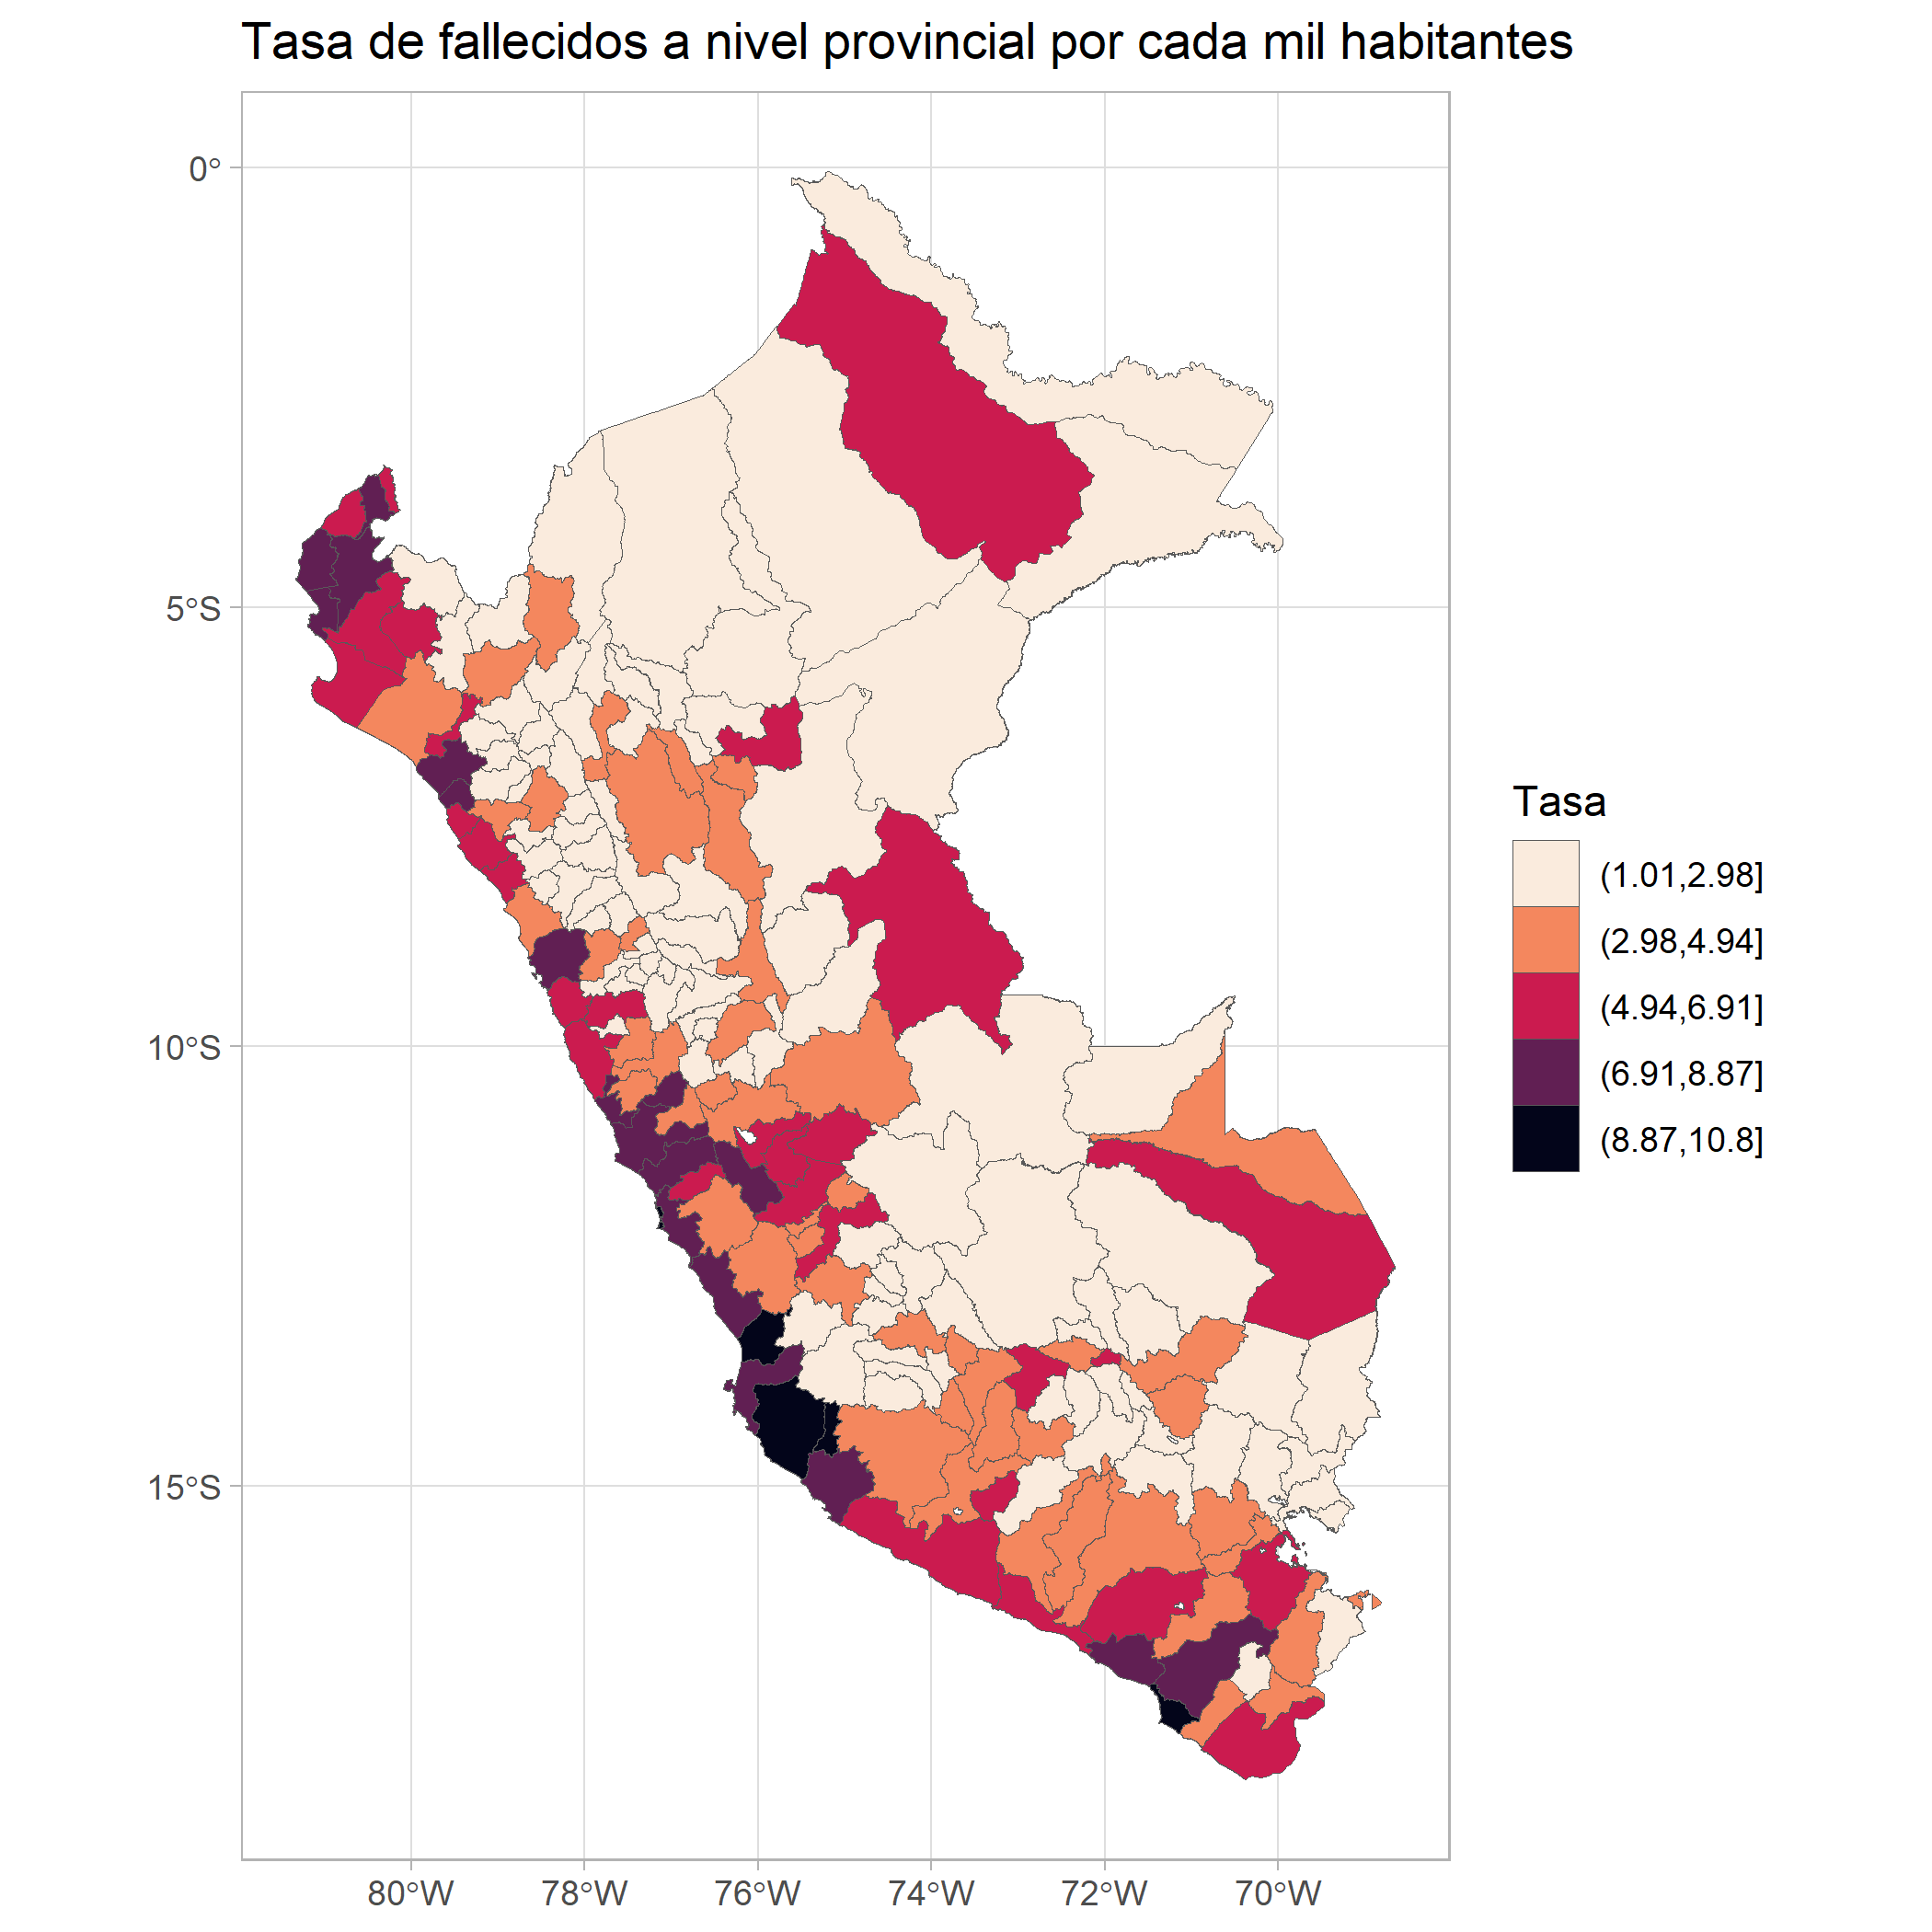 Tasa de fallecidos a nivel provincial por cada mil habitantes
0°
5°S
10°S
15°S
80°W 78°W 76°W 74°W 72°W 70°W
Tasa
(1.01,2.98]
(2.98,4.94]
(4.94,6.91]
(6.91,8.87]
(8.87,10.8]